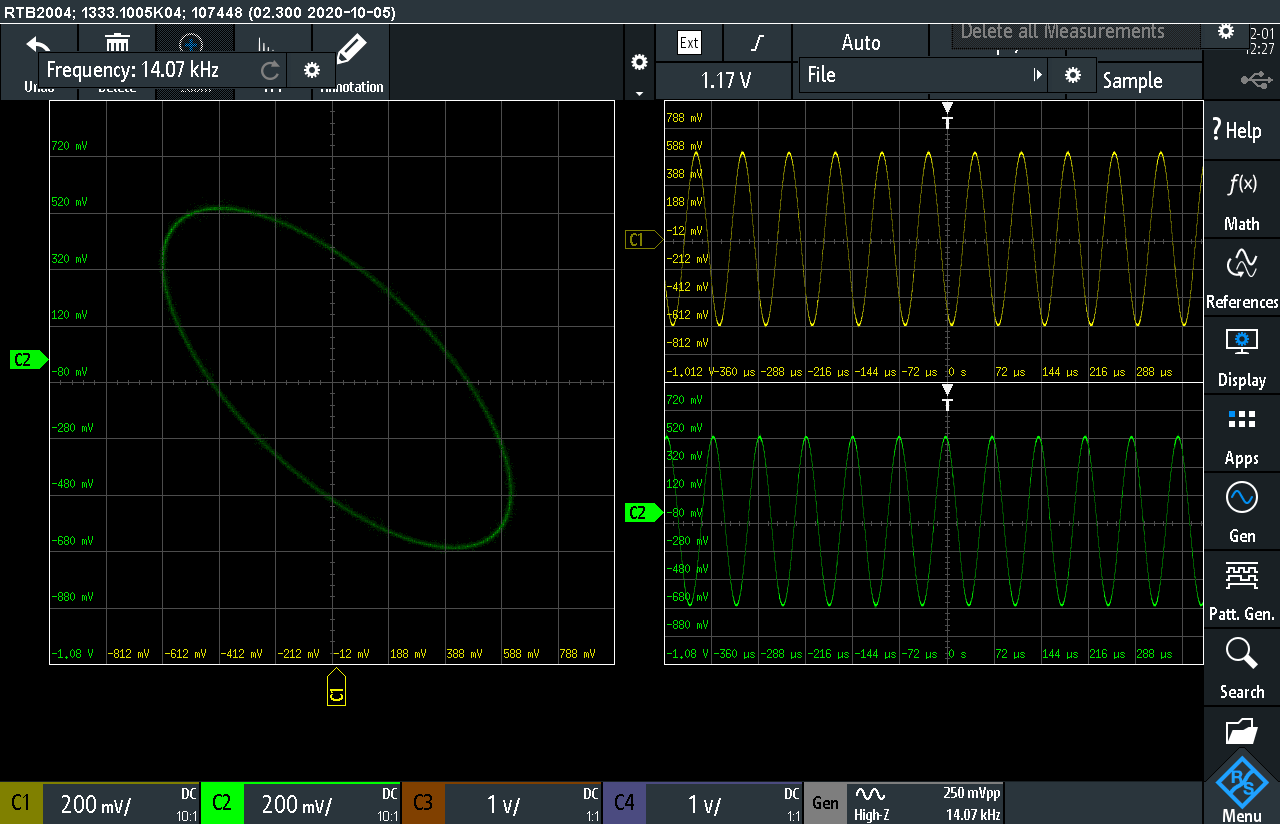 RTB2004; 1333.1005K04; 107448 (02.300 2020-10-05)
Undo
Delete
Annotation
Frequency: 14.07 kHz
Ext
Auto
1.17 V
Sample
File
Delete all Measurements
2-01
12:27
720 mV
520 mV
320 mV
120 mV
C2
-80 mV
-280 mV
-480 mV
-680 mV
-880 mV
-1.08 V
-812 mV
-612 mV
-412 mV
-212 mV
-12 mV
188 mV
388 mV
588 mV
788 mV
C1
T
788 mV
588 mV
388 mV
188 mV
C1
-12 mV
-212 mV
-412 mV
-612 mV
-812 mV
-1.012 V
-360 µs
-288 µs
-216 µs
-144 µs
-72 µs
0 s
72 µs
144 µs
216 µs
288 µs
T
720 mV
520 mV
320 mV
120 mV
C2
-80 mV
-280 mV
-480 mV
-680 mV
-880 mV
-1.08 V
-360 µs
-288 µs
-216 µs
-144 µs
-72 µs
0 s
72 µs
144 µs
216 µs
288 µs
? Help
f(x)
Math
References
Display
Apps
Gen
Patt. Gen.
Search
R&S
Menu
C1
200 mV/
DC
10:1
C2
200 mV/
DC
10:1
C3
1 V/
DC
1:1
C4
1 V/
DC
1:1
Gen
High-Z
250 mVpp
14.07 kHz